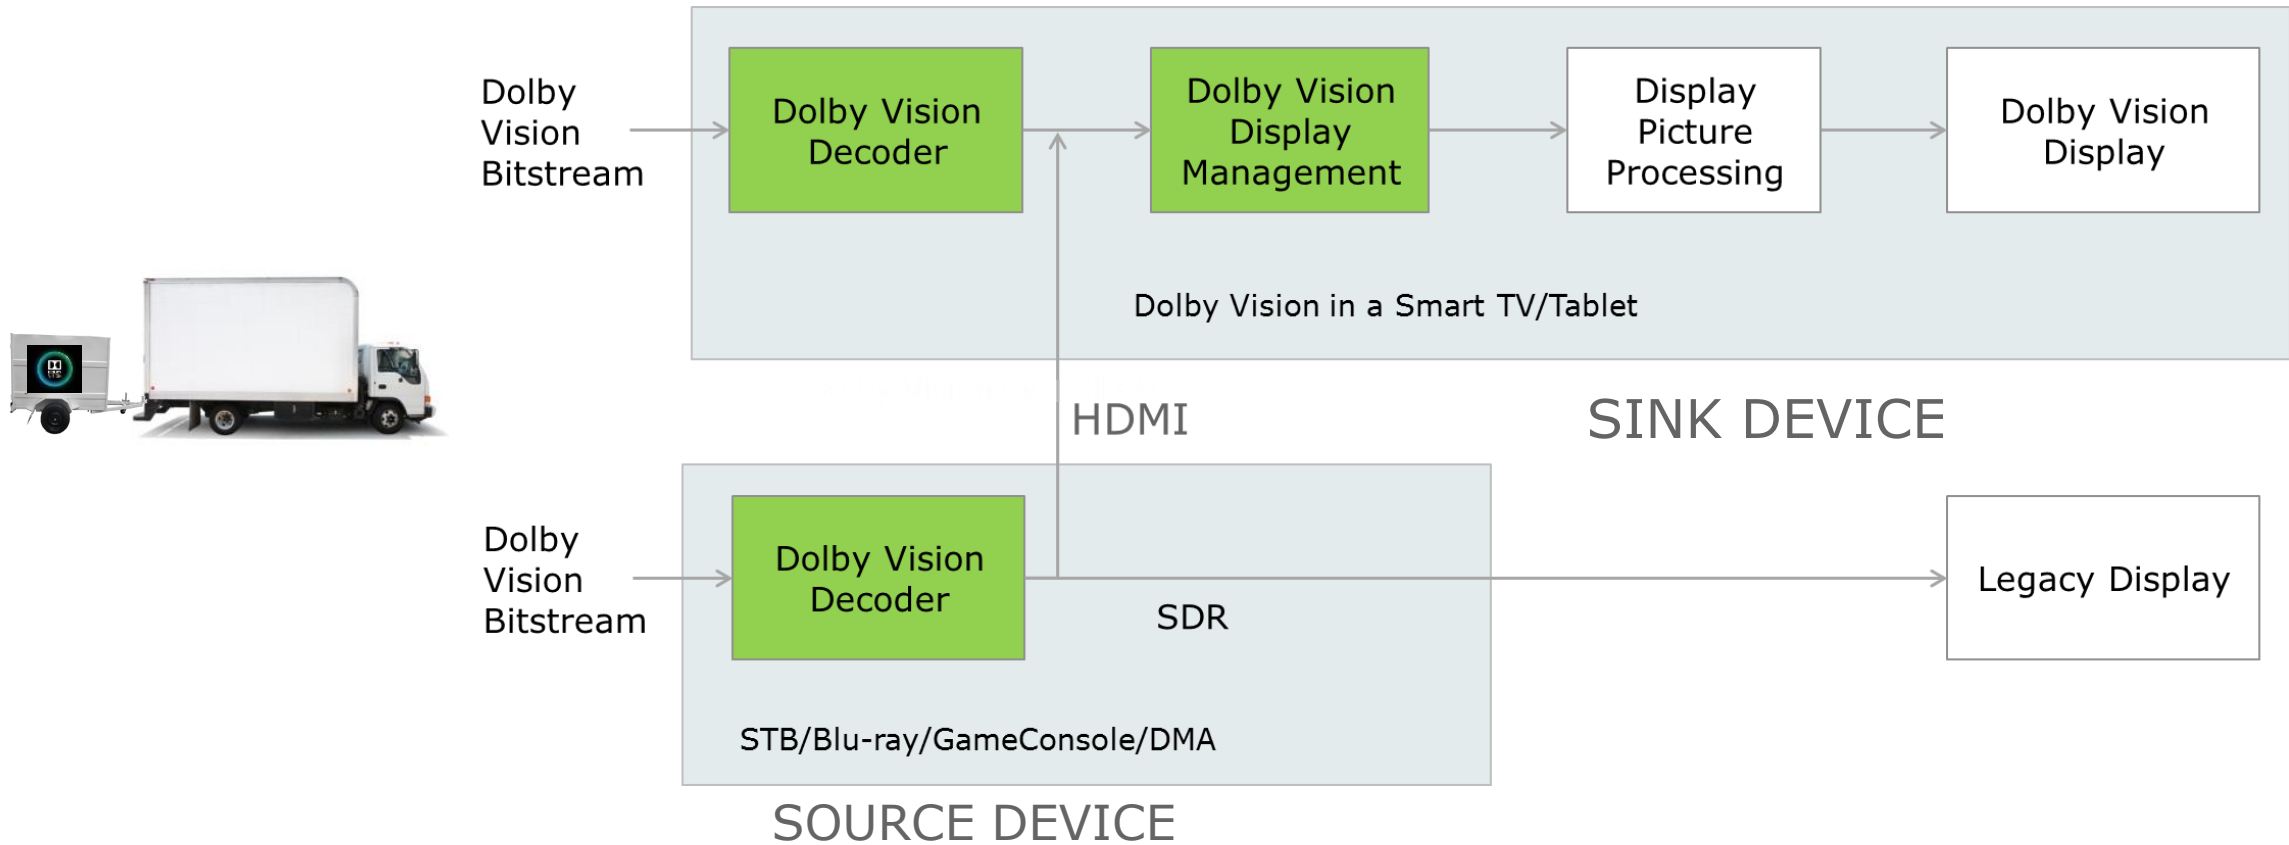 Dolby
Vision
Bitstream
Dolby Vision
Decoder
Dolby Vision
Display
Management
Display
Picture
Processing
Dolby Vision
Display
Dolby Vision in a Smart TV/Tablet
HDMI
SINK DEVICE
Dolby
Vision
Bitstream
Dolby Vision
Decoder
SDR
Legacy Display
STB/Blu-ray/GameConsole/DMA
SOURCE DEVICE